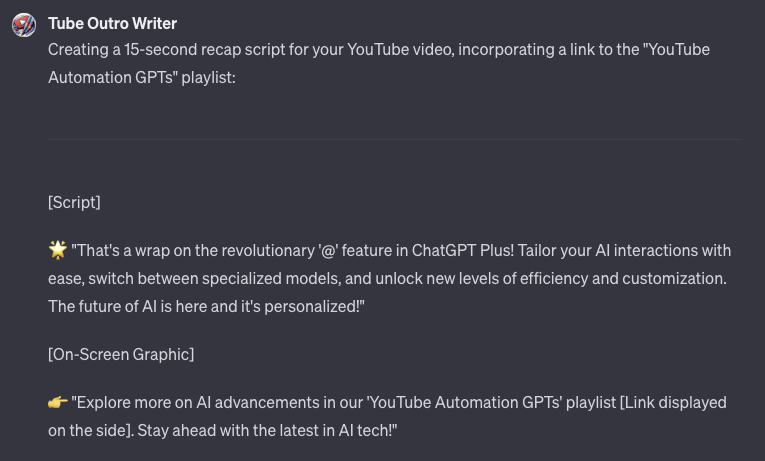 Tube Outro Writer
Creating a 15-second recap script for your YouTube video, incorporating a link to the "YouTube
Automation GPTs" playlist:
[Script]
🌟 "That's a wrap on the revolutionary '@' feature in ChatGPT Plus! Tailor your AI interactions with
ease, switch between specialized models, and unlock new levels of efficiency and customization.
The future of AI is here and it's personalized!"
[On-Screen Graphic]
👉 "Explore more on AI advancements in our 'YouTube Automation GPTs' playlist [Link displayed
on the side]. Stay ahead with the latest in AI tech!"